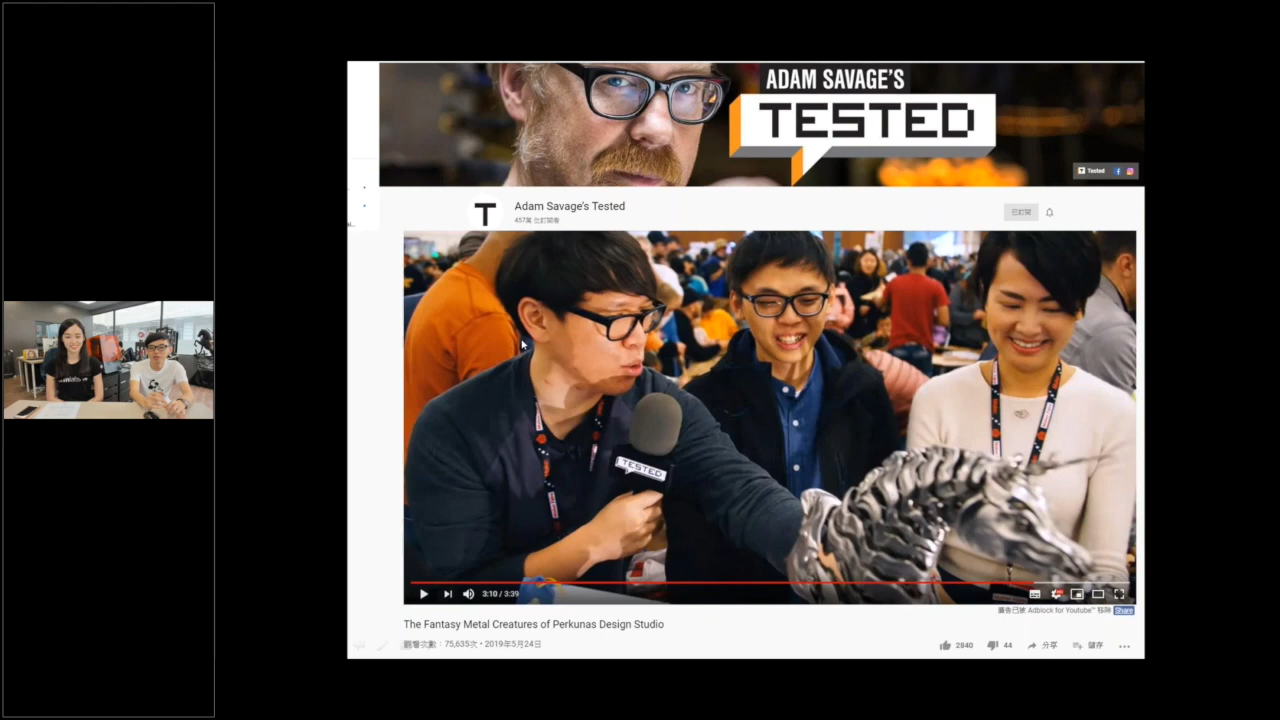 ADAM SAVAGE'S
TESTED
Tested
T
Adam Savage's Tested
457萬 位訂閱者
已訂閱
TESTED
3:10 / 3:39
廣告已被 Adblock for Youtube™ 移除 Share
The Fantasy Metal Creatures of Perkunas Design Studio
觀看次數：75,635次 • 2019年5月24日
2840
44
分享
儲存